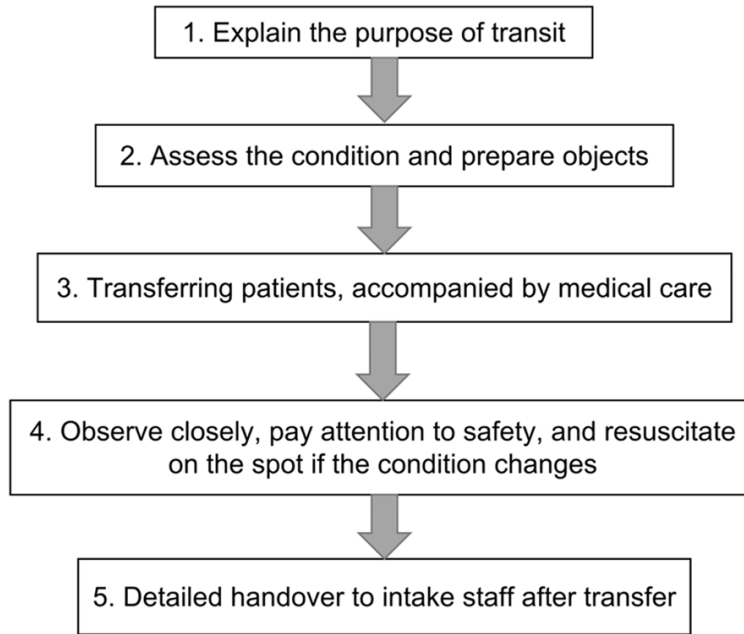 1. Explain the purpose of transit
2. Assess the condition and prepare objects
3. Transferring patients, accompanied by medical care
4. Observe closely, pay attention to safety, and resuscitate
on the spot if the condition changes
5. Detailed handover to intake staff after transfer